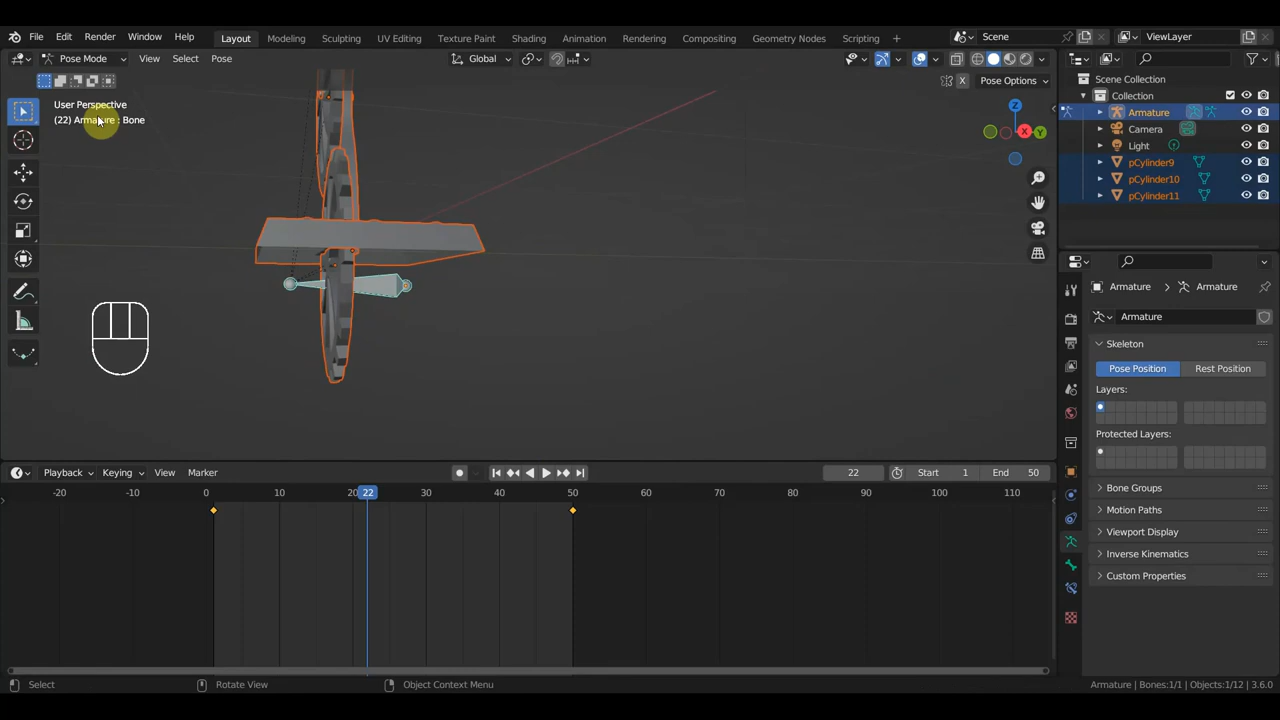 File Edit Render Window Help Layout Modeling Sculpting UV Editing Texture Paint Shading Animation Rendering Compositing Geometry Nodes Scripting + Scene ViewLayer
Pose Mode View Select Pose Global
X Pose Options
User Perspective
(22) Armature : Bone
Z
X
Y
Scene Collection
Collection
Armature
Camera
Light
pCylinder9
pCylinder10
pCylinder11
Armature > Armature
Armature
Skeleton
Pose Position Rest Position
Layers:
Protected Layers:
Bone Groups
Motion Paths
Viewport Display
Inverse Kinematics
Custom Properties
Playback Keying View Marker 22 Start 1 End 50
-20 -10 0 10 20 22 30 40 50 60 70 80 90 100 110
Select Rotate View Object Context Menu Armature | Bones:1/1 | Objects:1/12 | 3.6.0